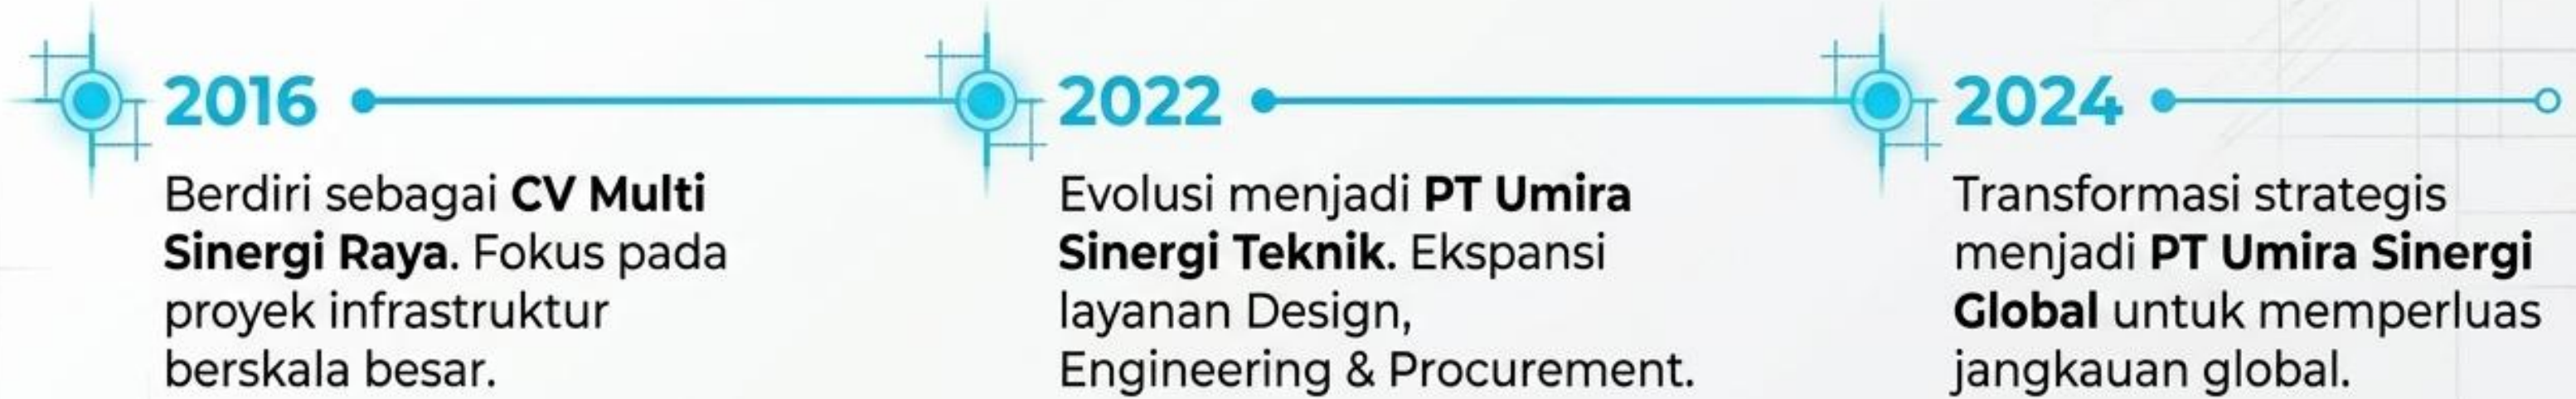 2016
Berdiri sebagai CV Multi
Sinergi Raya. Fokus pada
proyek infrastruktur
berskala besar.
2022
Evolusi menjadi PT Umira
Sinergi Teknik. Ekspansi
layanan Design,
Engineering & Procurement.
2024
Transformasi strategis
menjadi PT Umira Sinergi
Global untuk memperluas
jangkauan global.